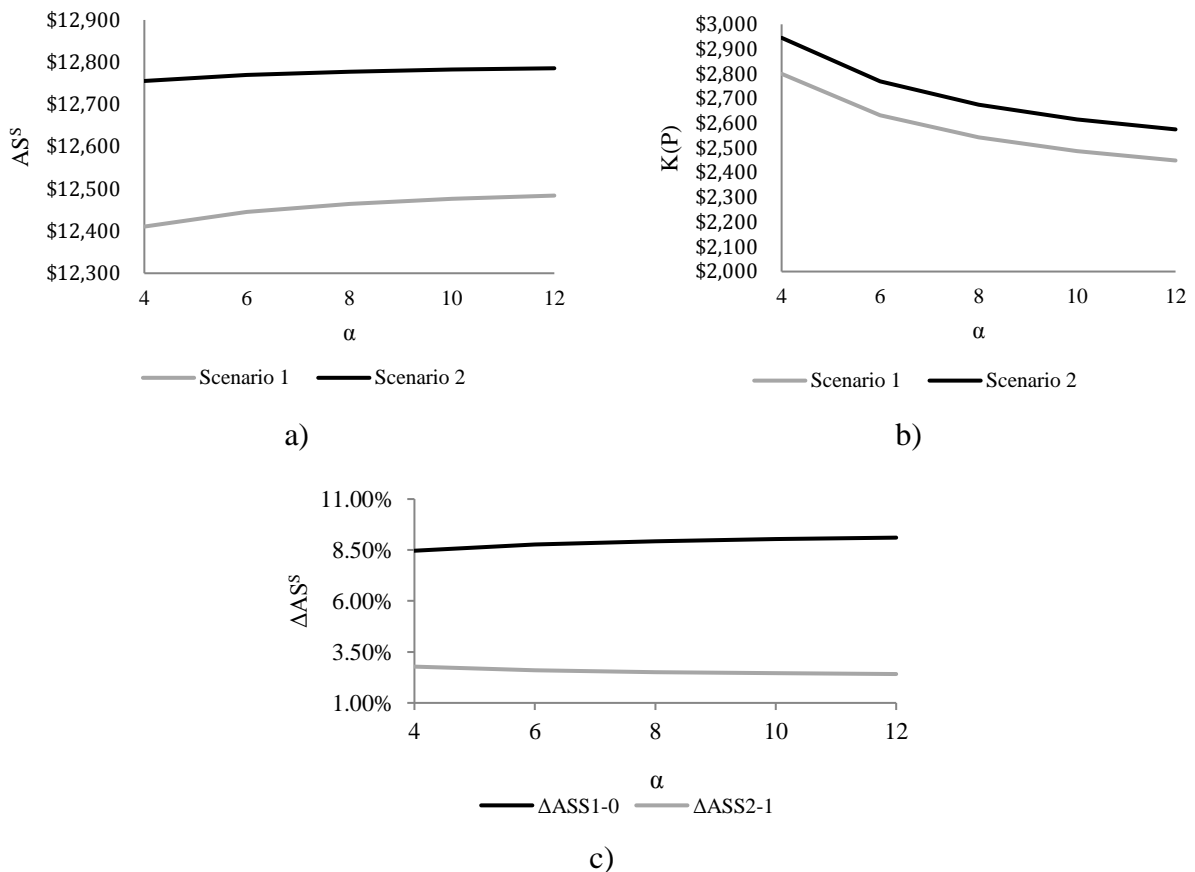 $12,900
$12,800
$12,700
$12,600
$12,500
$12,400
$12,300
ASˢ
4 6 8 10 12
α
Scenario 1 Scenario 2
a)
$3,000
$2,900
$2,800
$2,700
$2,600
$2,500
$2,400
$2,300
$2,200
$2,100
$2,000
K(P)
4 6 8 10 12
α
Scenario 1 Scenario 2
b)
11.00%
8.50%
6.00%
3.50%
1.00%
ΔASˢ
4 6 8 10 12
α
ΔASS1-0 ΔASS2-1
c)